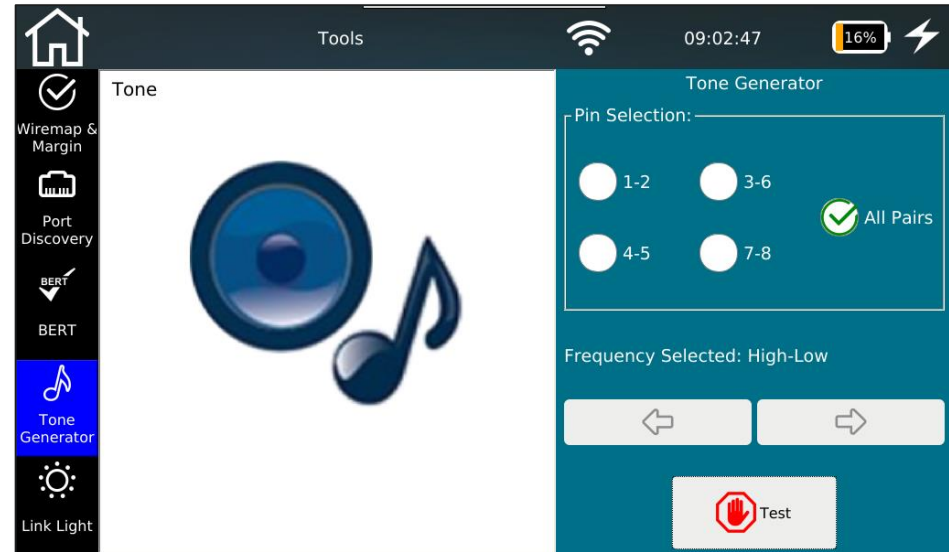 Tools
09:02:47
16%
Wiremap &
Margin
Port
Discovery
BERT
BERT
Tone
Generator
Link Light
Tone
Tone Generator
Pin Selection:
1-2
3-6
All Pairs
4-5
7-8
Frequency Selected: High-Low
Test